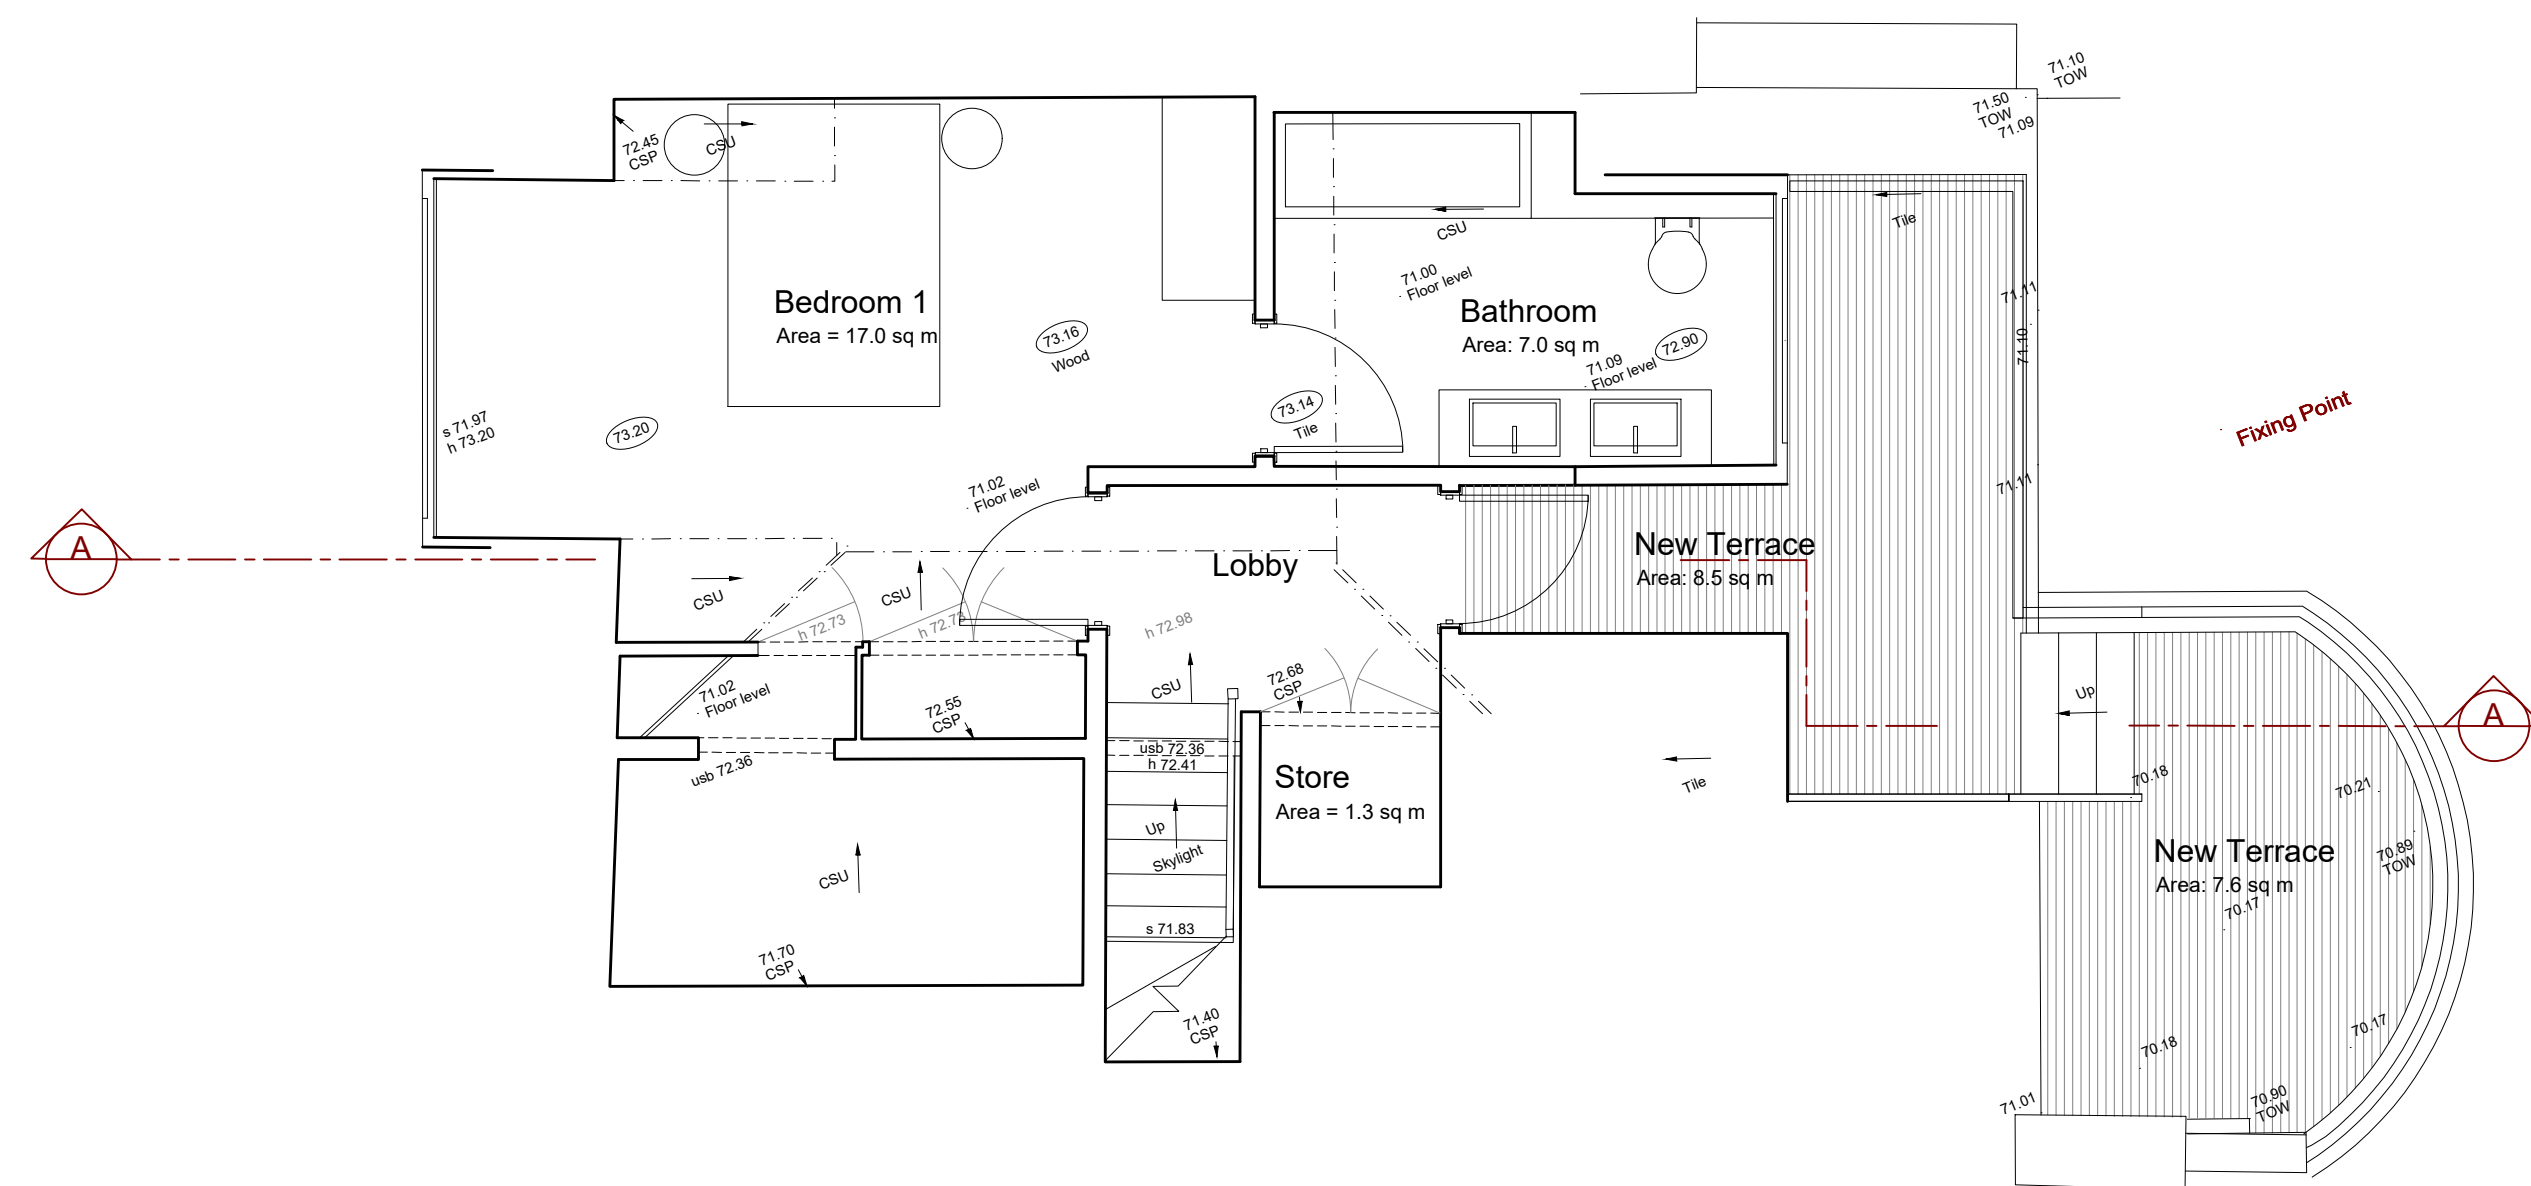 71.10
TOW
71.50
TOW
71.09
72.45
CSP
CSU
Tile
CSU
71.00
Floor level
71.11
Bedroom 1
Area = 17.0 sq m
Bathroom
Area: 7.0 sq m
73.16
Wood
72.90
71.10
71.09
Floor level
73.14
Tile
Fixing Point
s 71.97
h 73.20
73.20
71.02
Floor level
71.11
A
New Terrace
Area: 8.5 sq m
Lobby
CSU
CSU
h 72.73
h 72.73
h 72.98
71.02
Floor level
CSU
72.68
CSP
Up
A
72.55
CSP
usb 72.36
h 72.41
usb 72.36
Store
Area = 1.3 sq m
Tile
70.18
70.21
Up
Skylight
CSU
New Terrace
Area: 7.6 sq m
70.89
TOW
70.17
s 71.83
71.70
CSP
71.40
CSP
70.17
70.18
71.01
70.90
TOW